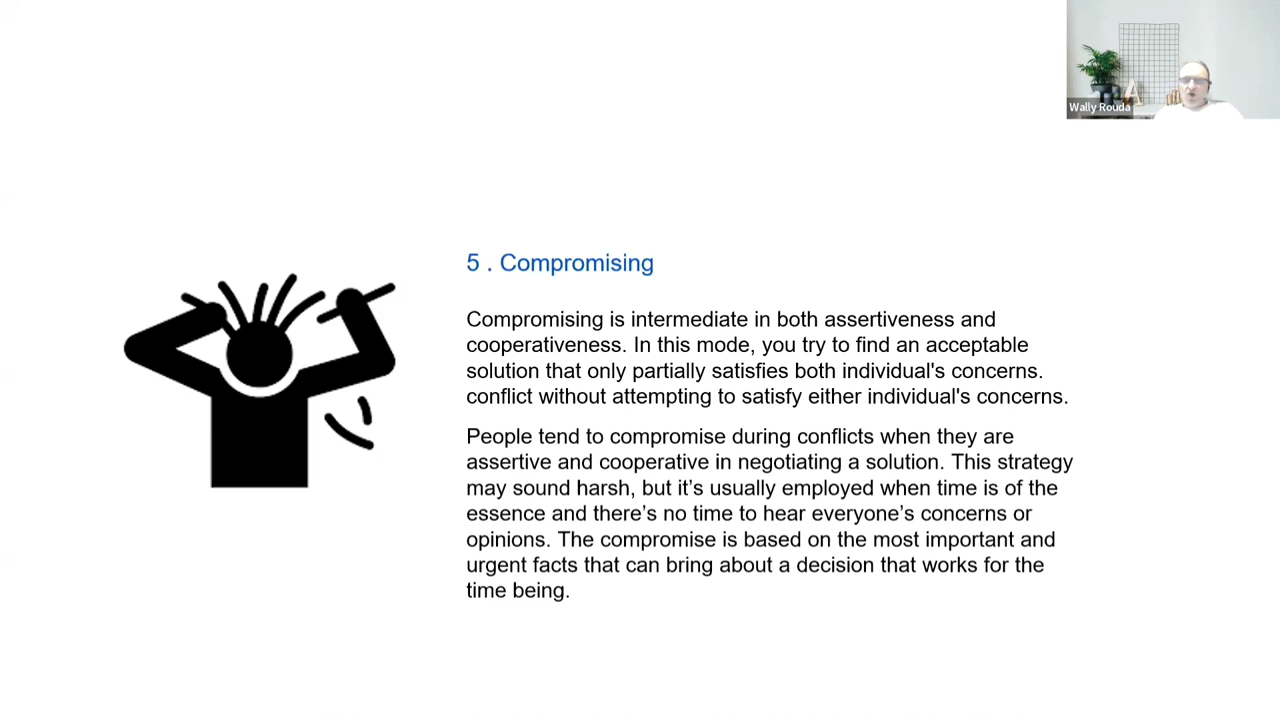 Wally Rouda
5 . Compromising
Compromising is intermediate in both assertiveness and
cooperativeness. In this mode, you try to find an acceptable
solution that only partially satisfies both individual's concerns.
conflict without attempting to satisfy either individual's concerns.
People tend to compromise during conflicts when they are
assertive and cooperative in negotiating a solution. This strategy
may sound harsh, but it’s usually employed when time is of the
essence and there’s no time to hear everyone’s concerns or
opinions. The compromise is based on the most important and
urgent facts that can bring about a decision that works for the
time being.